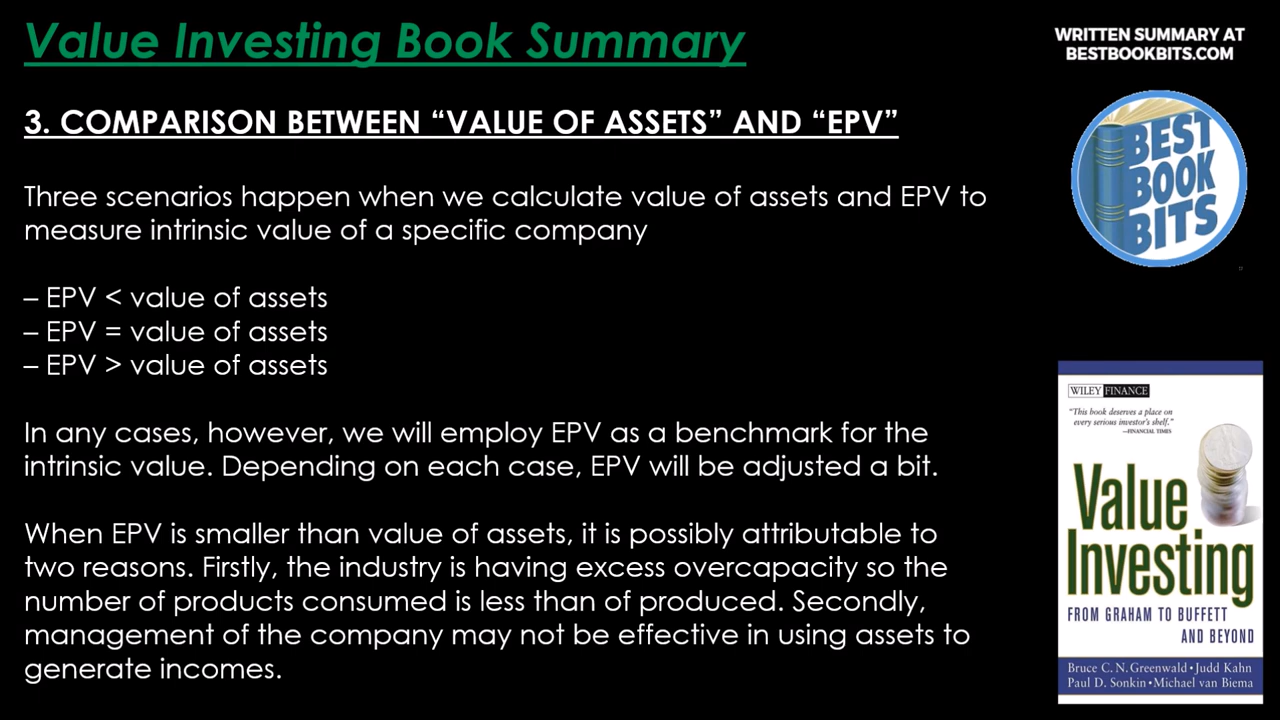 Value Investing Book Summary
WRITTEN SUMMARY AT
BESTBOOKBITS.COM
3. COMPARISON BETWEEN “VALUE OF ASSETS” AND “EPV”
BEST
BOOK
BITS
Three scenarios happen when we calculate value of assets and EPV to
measure intrinsic value of a specific company
– EPV < value of assets
– EPV = value of assets
– EPV > value of assets
In any cases, however, we will employ EPV as a benchmark for the
intrinsic value. Depending on each case, EPV will be adjusted a bit.
When EPV is smaller than value of assets, it is possibly attributable to
two reasons. Firstly, the industry is having excess overcapacity so the
number of products consumed is less than of produced. Secondly,
management of the company may not be effective in using assets to
generate incomes.
WILEY FINANCE
“This book deserves a place on
every serious investor’s shelf.”
—FINANCIAL TIMES
Value
Investing
FROM GRAHAM TO BUFFETT
AND BEYOND
Bruce C. N. Greenwald • Judd Kahn
Paul D. Sonkin • Michael van Biema